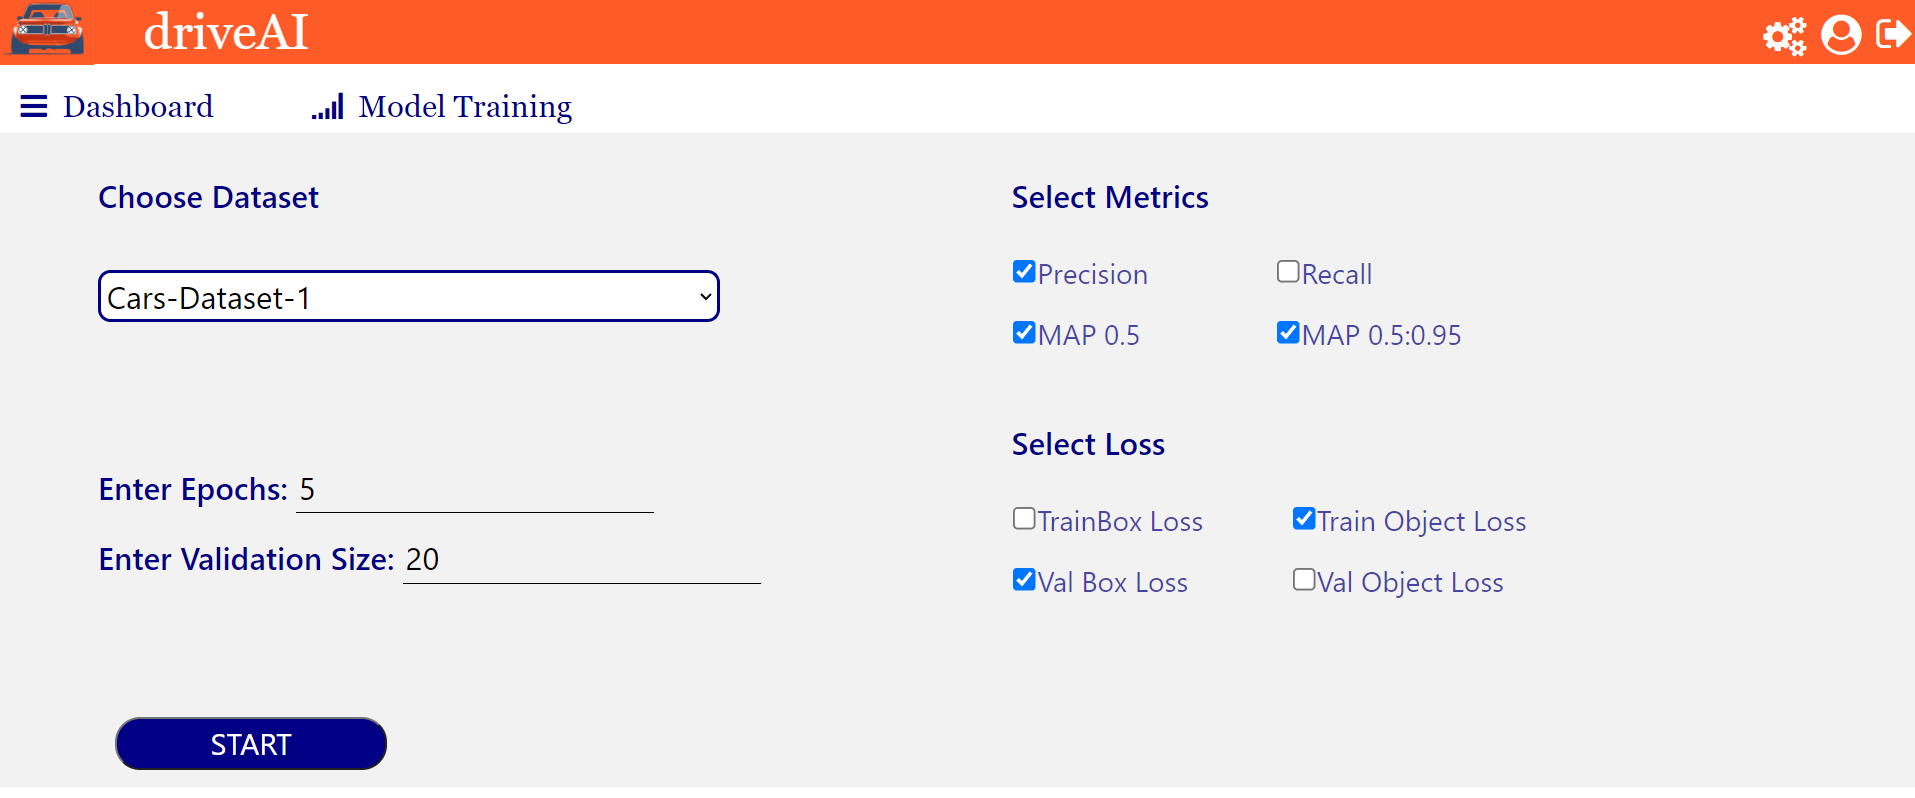 driveAI
Dashboard
Model Training
Choose Dataset
Cars-Dataset-1
Enter Epochs: 5
Enter Validation Size: 20
START
Select Metrics
Precision
Recall
MAP 0.5
MAP 0.5:0.95
Select Loss
TrainBox Loss
Train Object Loss
Val Box Loss
Val Object Loss